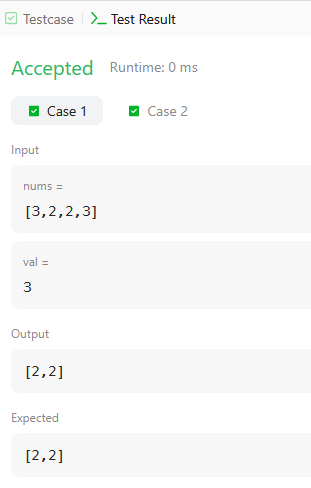 Testcase | Test Result
Accepted Runtime: 0 ms
Case 1 Case 2
Input
nums =
[3,2,2,3]
val =
3
Output
[2,2]
Expected
[2,2]